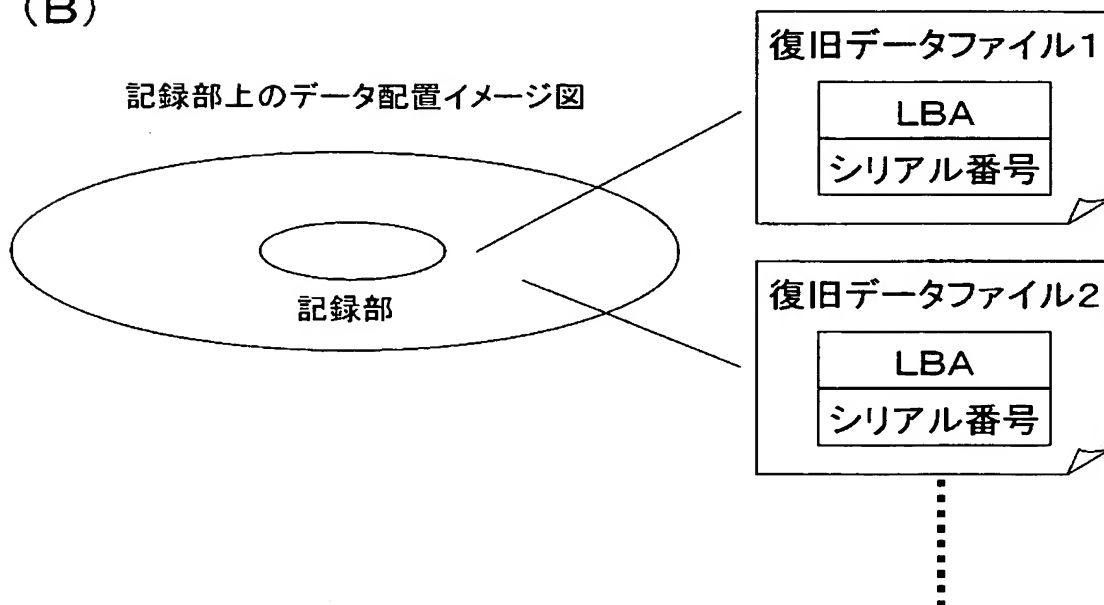 (B)
記録部上のデータ配置イメージ図
記録部
復旧データファイル1
LBA
シリアル番号
復旧データファイル2
LBA
シリアル番号